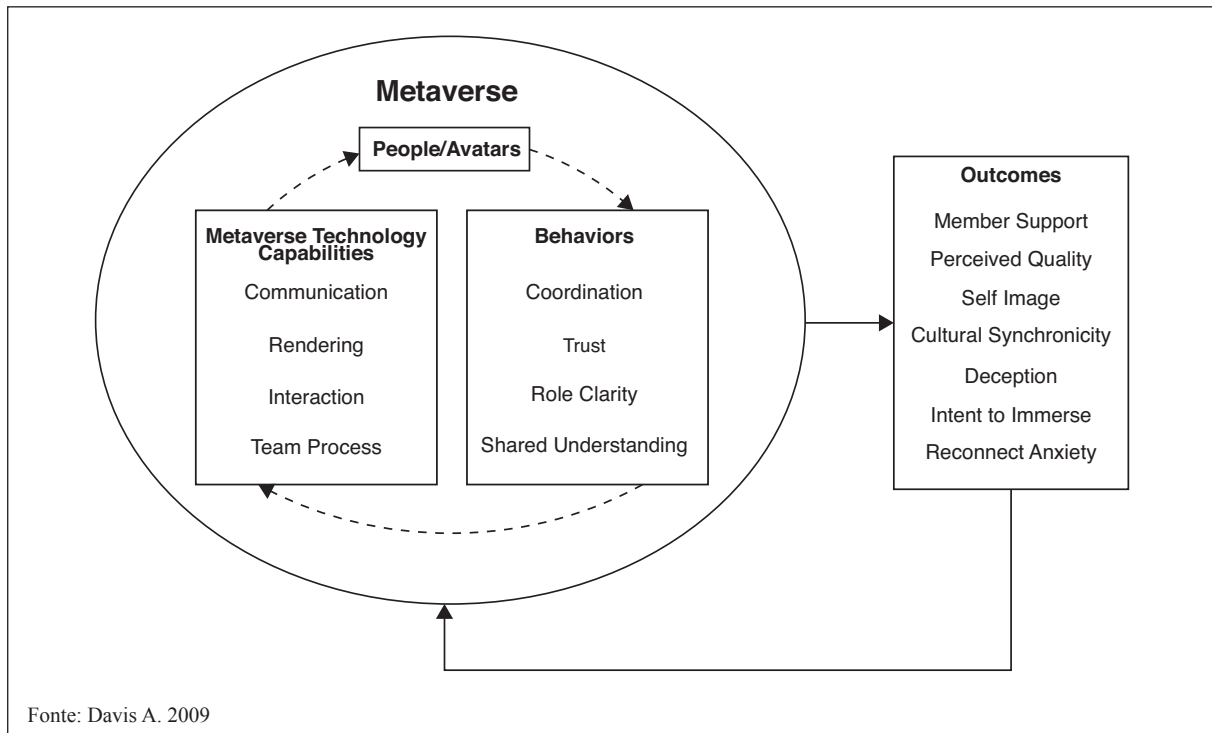 Metaverse
People/Avatars
Metaverse Technology
Capabilities
Communication
Rendering
Interaction
Team Process
Behaviors
Coordination
Trust
Role Clarity
Shared Understanding
Outcomes
Member Support
Perceived Quality
Self Image
Cultural Synchronicity
Deception
Intent to Immerse
Reconnect Anxiety
Fonte: Davis A. 2009